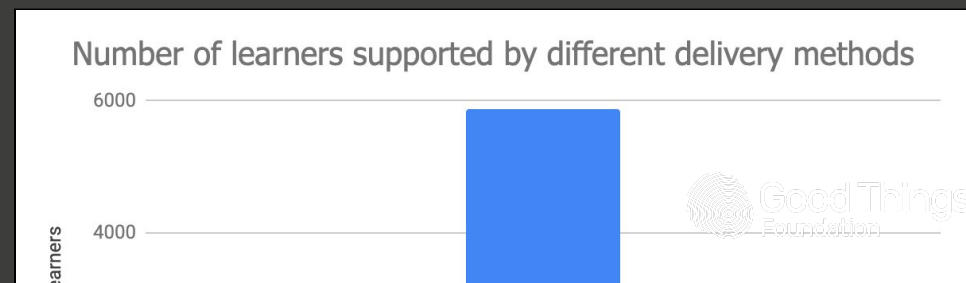 Number of learners supported by different delivery methods
6000
Good Things
Foundation
4000
earners